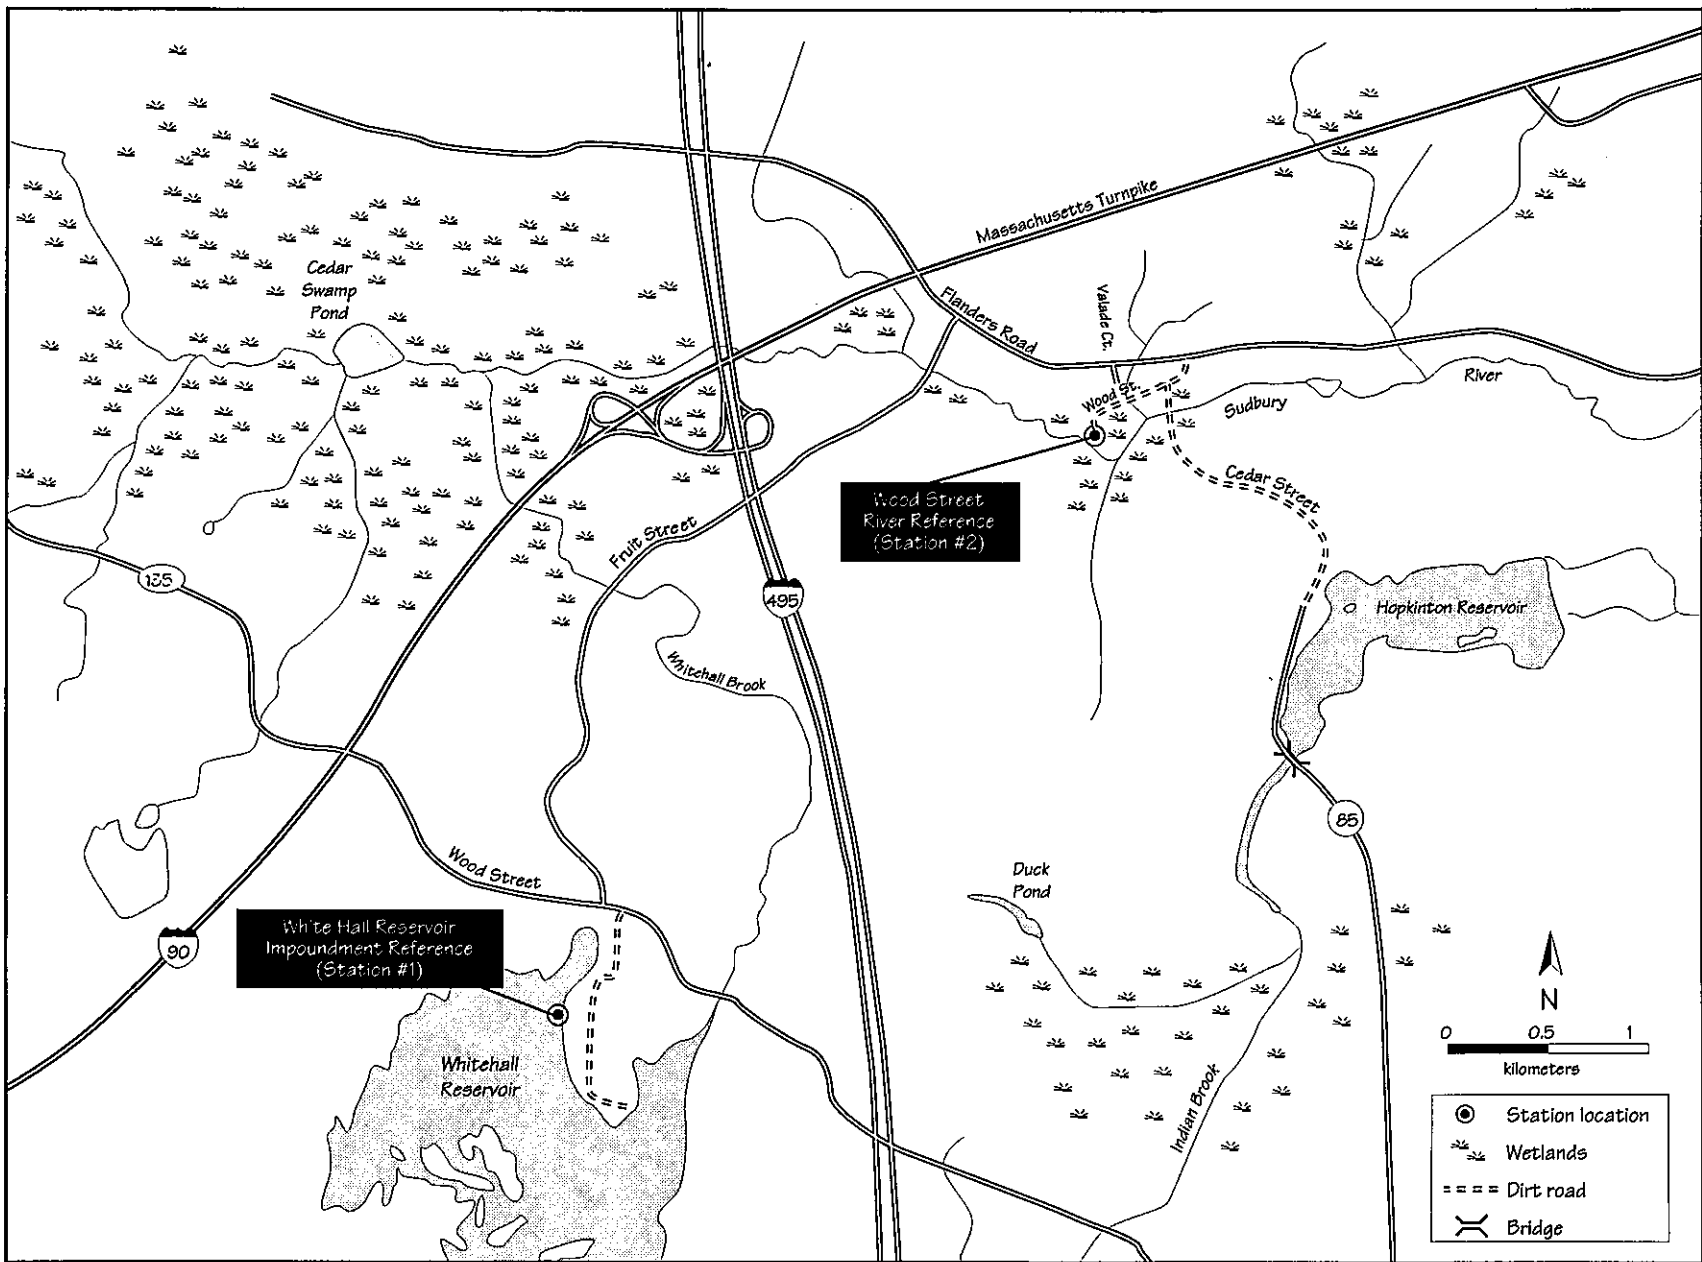 Massachusetts Turnpike
Cedar
Swamp
Pond
Flanders Road
Valade Ct.
Wood St.
River
Sudbury
Cedar Street
Wood Street
River Reference
(Station #2)
Fruit Street
135
495
Hopkinton Reservoir
Whitehall Brook
85
Wood Street
Duck
Pond
White Hall Reservoir
Impoundment Reference
(Station #1)
90
Whitehall
Reservoir
Indian Brook
N
0 0.5 1
kilometers
Station location
Wetlands
Dirt road
Bridge